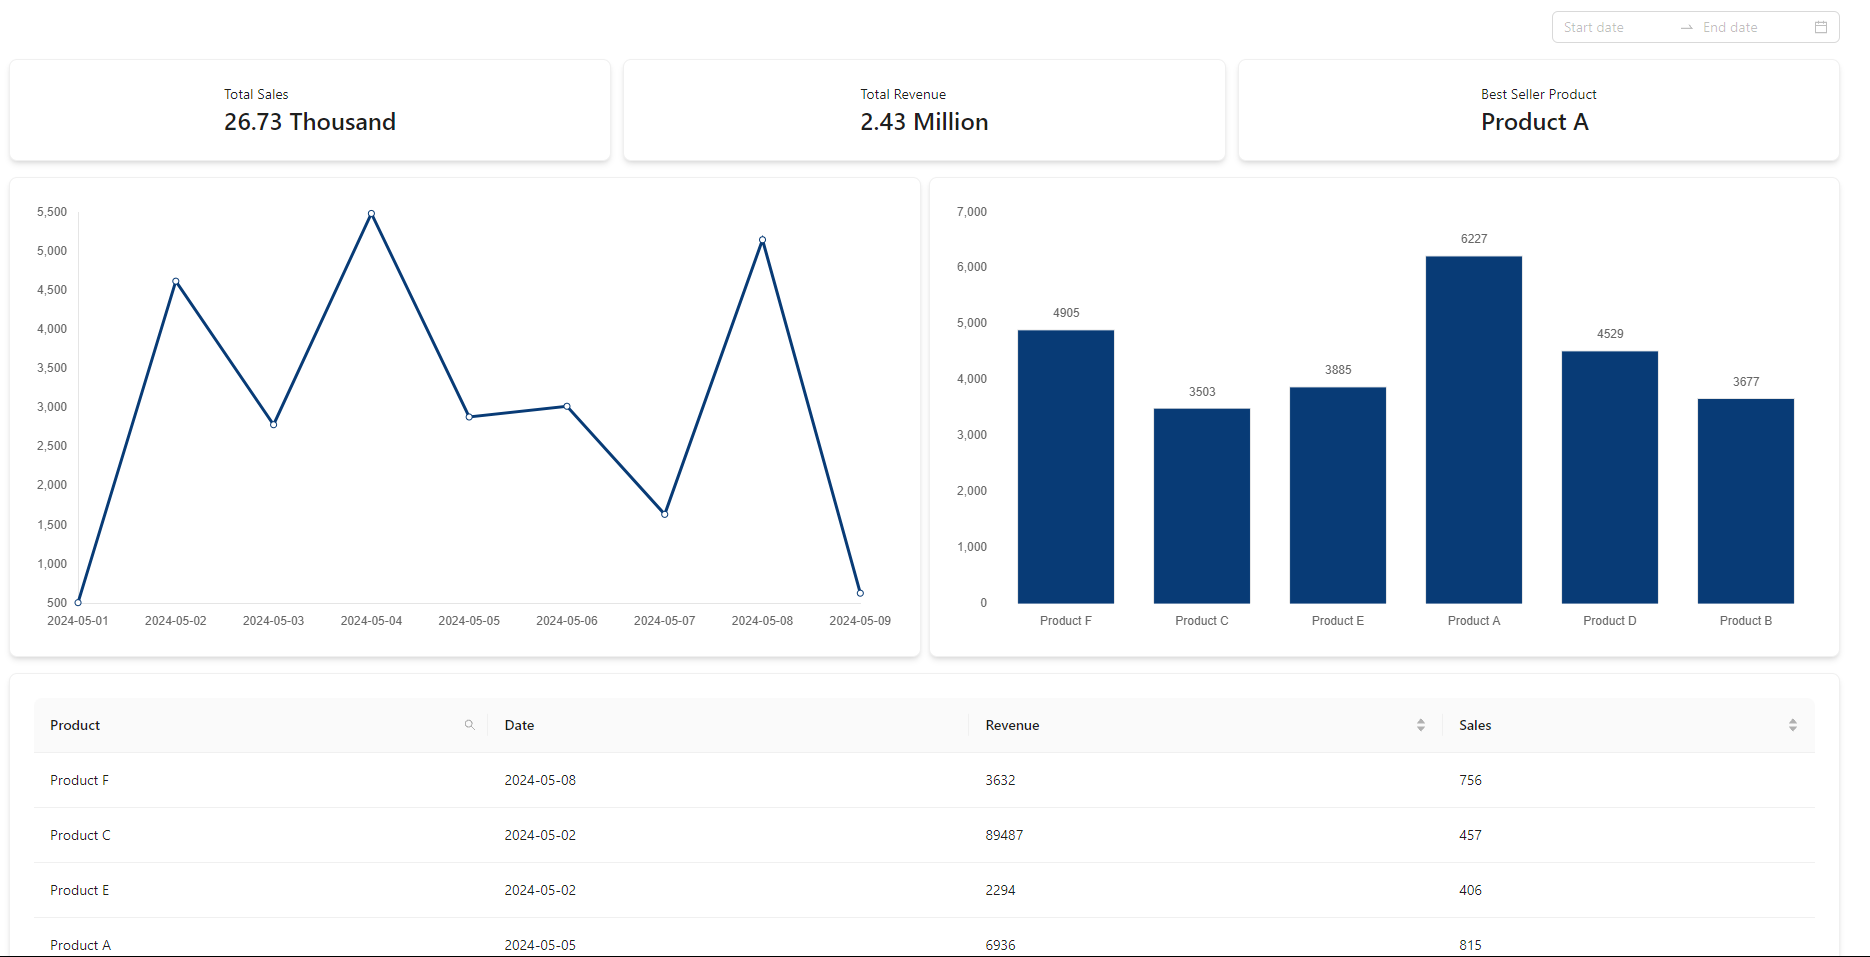 Start date End date
Total Sales
26.73 Thousand
Total Revenue
2.43 Million
Best Seller Product
Product A
5,500
5,000
4,500
4,000
3,500
3,000
2,500
2,000
1,500
1,000
500
2024-05-01 2024-05-02 2024-05-03 2024-05-04 2024-05-05 2024-05-06 2024-05-07 2024-05-08 2024-05-09
7,000
6,000
5,000
4,000
3,000
2,000
1,000
0
4905
3503
3885
6227
4529
3677
Product F Product C Product E Product A Product D Product B
Product Date Revenue Sales
Product F 2024-05-08 3632 756
Product C 2024-05-02 89487 457
Product E 2024-05-02 2294 406
Product A 2024-05-05 6936 815